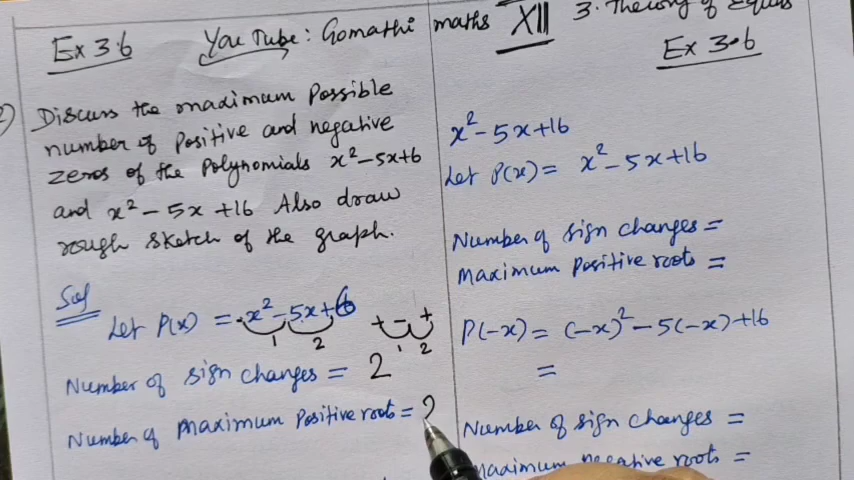 Ex 3.6 YouTube: Gomathi maths XII 3. Theory of Equns
Ex 3.6
Discuss the maximum possible
number of positive and negative
zeros of the polynomials x² - 5x + 6
and x² - 5x + 16 Also draw
rough sketch of the graph.
Sol
Let P(x) = x² - 5x + 6
1 2
+ - +
1 2
Number of sign changes = 2
Number of maximum positive roots = 2
x² - 5x + 16
Let P(x) = x² - 5x + 16
Number of sign changes =
Maximum positive roots =
P(-x) = (-x)² - 5(-x) + 16
=
Number of sign changes =
Maximum negative roots =